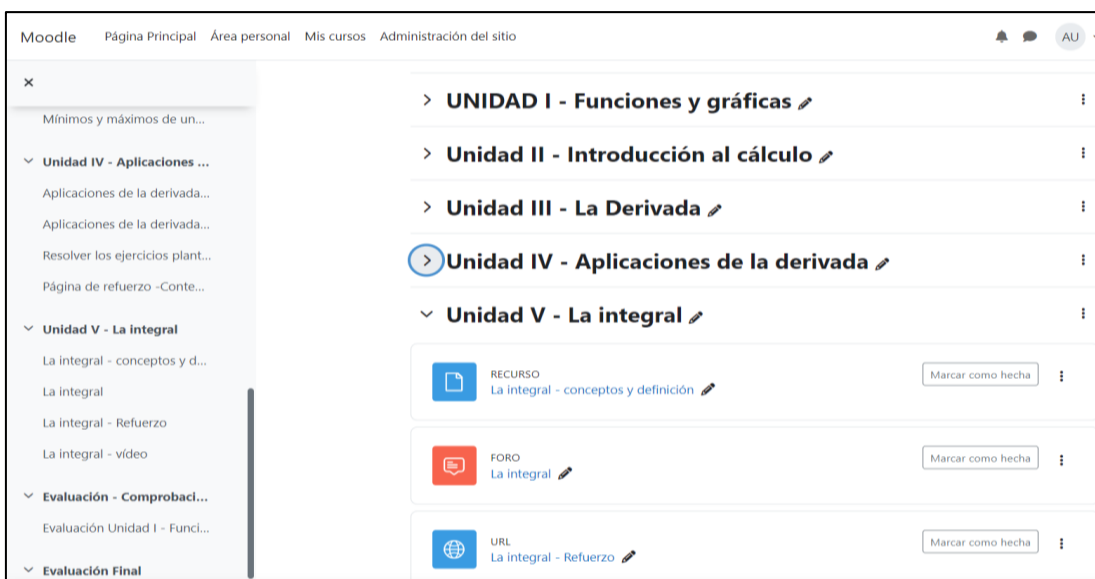 Moodle Página Principal Área personal Mis cursos Administración del sitio AU
Mínimos y máximos de un...
Unidad IV - Aplicaciones ...
Aplicaciones de la derivada...
Aplicaciones de la derivada...
Resolver los ejercicios plant...
Página de refuerzo -Conte...
Unidad V - La integral
La integral - conceptos y d...
La integral
La integral - Refuerzo
La integral - vídeo
Evaluación - Comprobaci...
Evaluación Unidad I - Funci...
Evaluación Final
UNIDAD I - Funciones y gráficas
Unidad II - Introducción al cálculo
Unidad III - La Derivada
Unidad IV - Aplicaciones de la derivada
Unidad V - La integral
RECURSO
La integral - conceptos y definición
Marcar como hecha
FORO
La integral
Marcar como hecha
URL
La integral - Refuerzo
Marcar como hecha